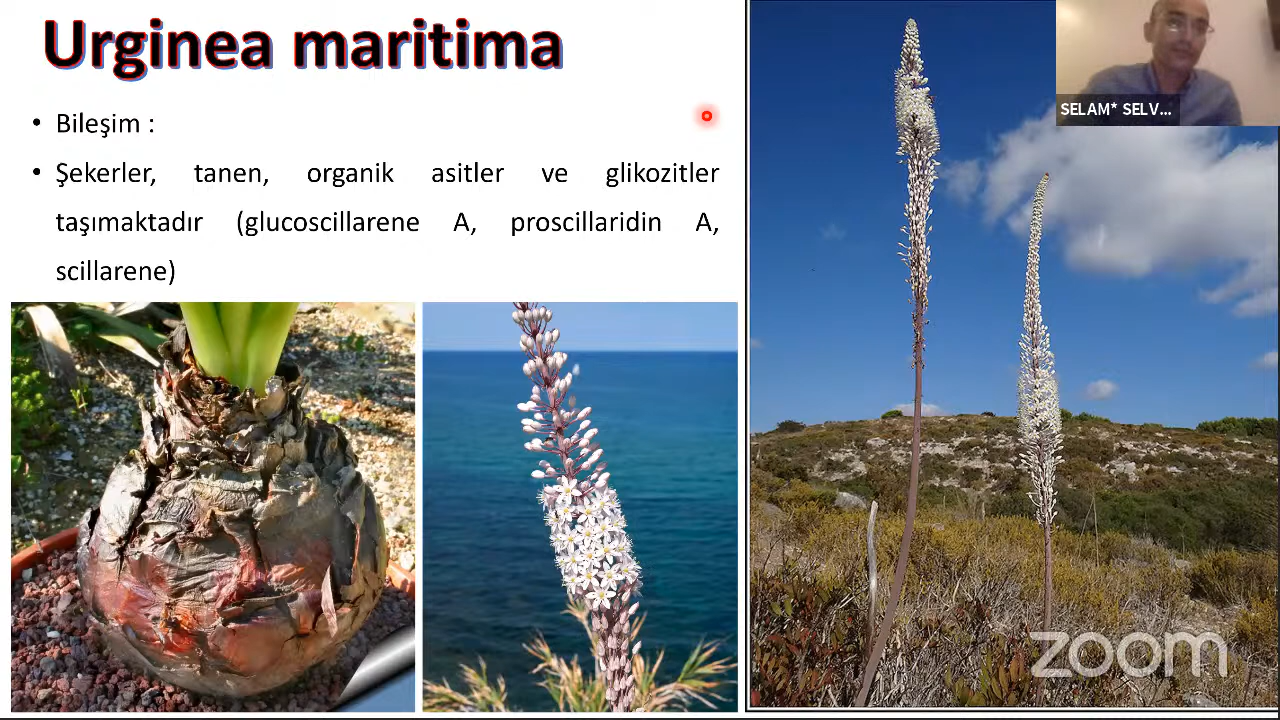 Urginea maritima
• Bileşim :
• Şekerler, tanen, organik asitler ve glikozitler
taşımaktadır (glucoscillarene A, proscillaridin A,
scillarene)
SELAM* SELV...
zoom